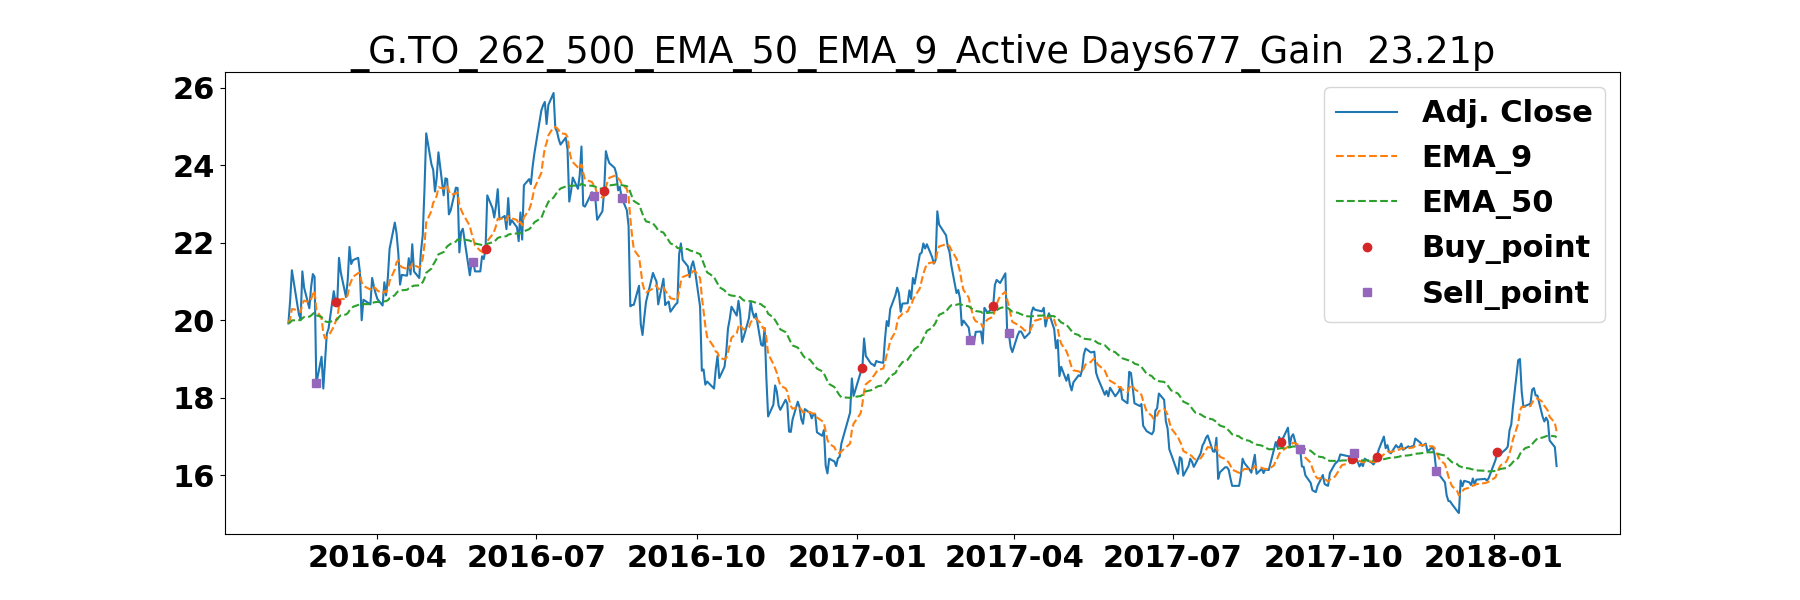 _G.TO_262_500_EMA_50_EMA_9_Active Days677_Gain  23.21p
26
24
22
20
18
16
Adj. Close
EMA_9
EMA_50
Buy_point
Sell_point
2016-04 2016-07 2016-10 2017-01 2017-04 2017-07 2017-10 2018-01